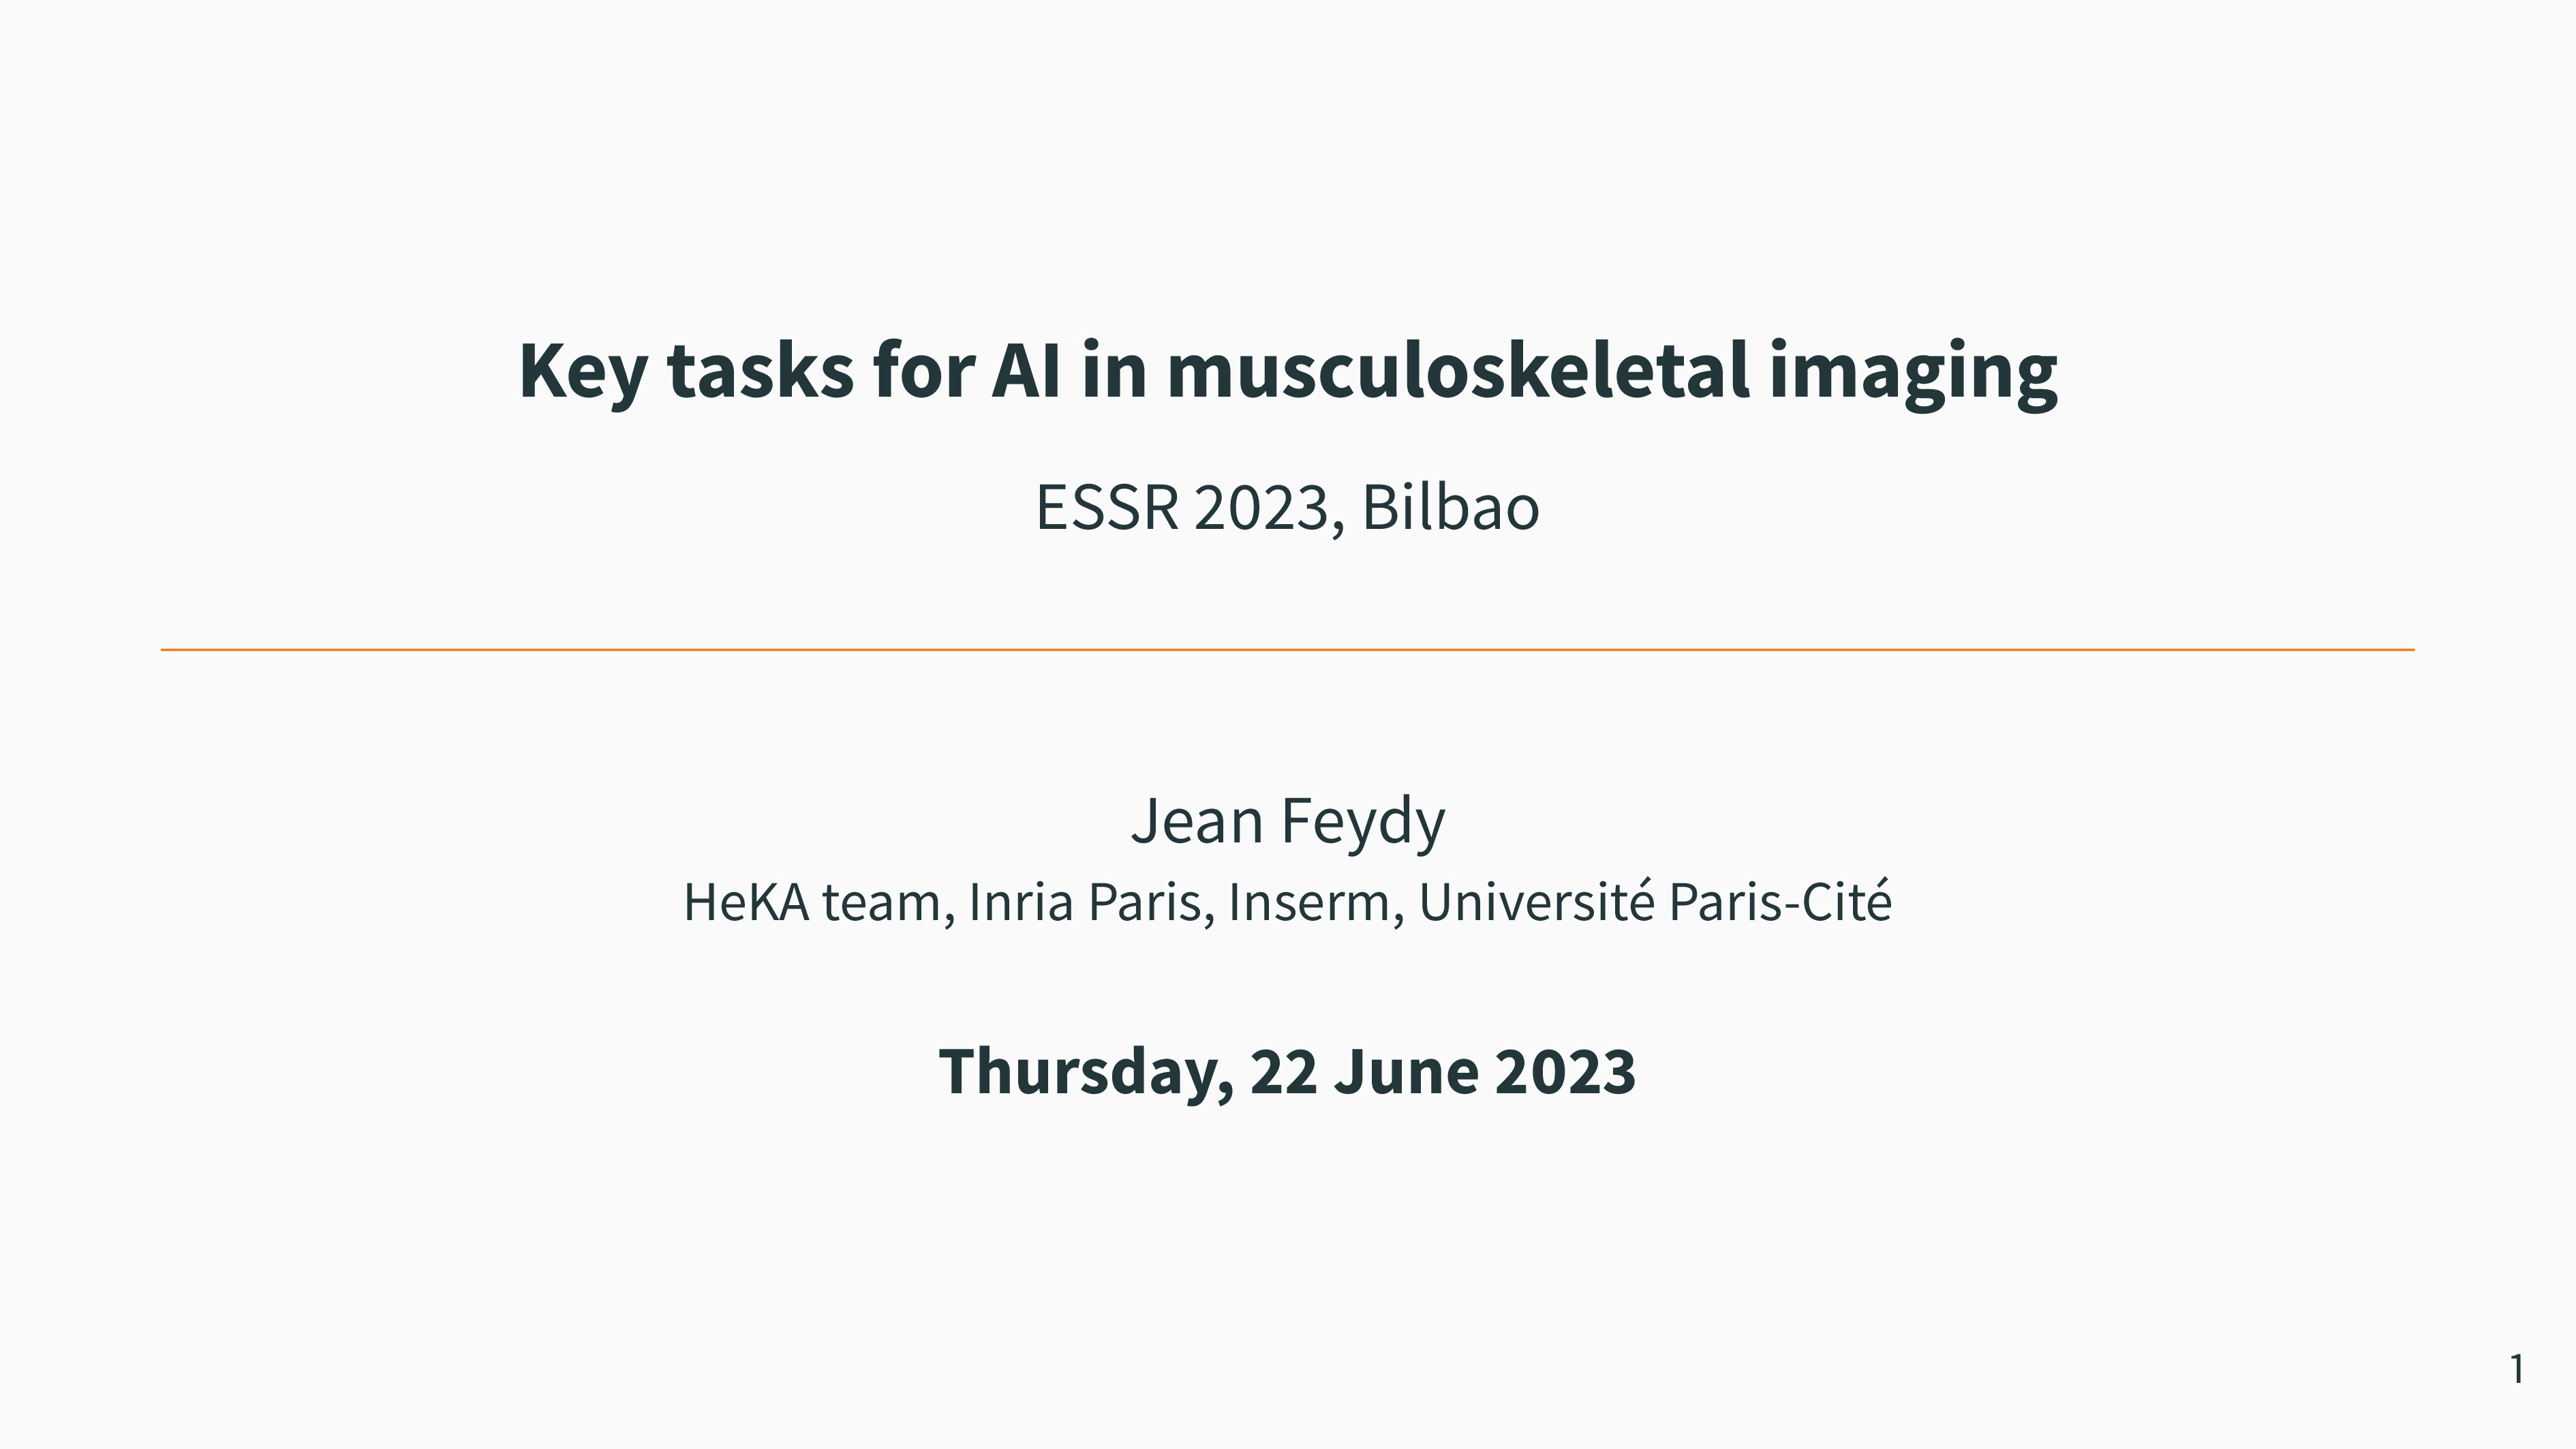 Key tasks for AI in musculoskeletal imaging
ESSR 2023, Bilbao
Jean Feydy
HeKA team, Inria Paris, Inserm, Université Paris-Cité
Thursday, 22 June 2023
1